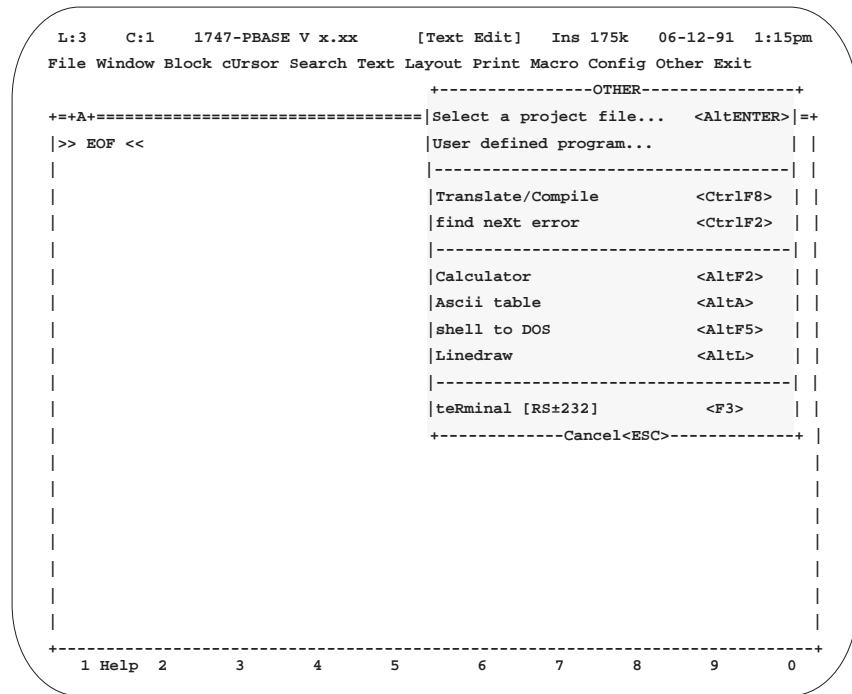 L:3    C:1    1747-PBASE V x.xx      [Text Edit]   Ins 175k   06-12-91  1:15pm
File Window Block cUrsor Search Text Layout Print Macro Config Other Exit
+----------------OTHER----------------+
+=+A+==================================|Select a project file...   <AltENTER>|=+
|>> EOF <<                             |User defined program...              | |
|                                      |-------------------------------------| |
|                                      |Translate/Compile          <CtrlF8>  | |
|                                      |find neXt error            <CtrlF2>  | |
|                                      |-------------------------------------| |
|                                      |Calculator                 <AltF2>   | |
|                                      |Ascii table                <AltA>    | |
|                                      |shell to DOS               <AltF5>   | |
|                                      |Linedraw                   <AltL>    | |
|                                      |-------------------------------------| |
|                                      |teRminal [RS±232]           <F3>     | |
|                                      +-------------Cancel<ESC>-------------+ |
|                                                                              |
|                                                                              |
|                                                                              |
|                                                                              |
|                                                                              |
|                                                                              |
|                                                                              |
+------------------------------------------------------------------------------+
1 Help  2       3       4       5        6       7       8       9       0